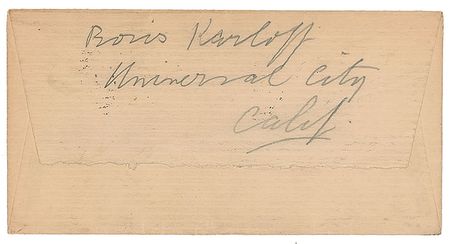 Boris Karloff
Universal City
Calif.